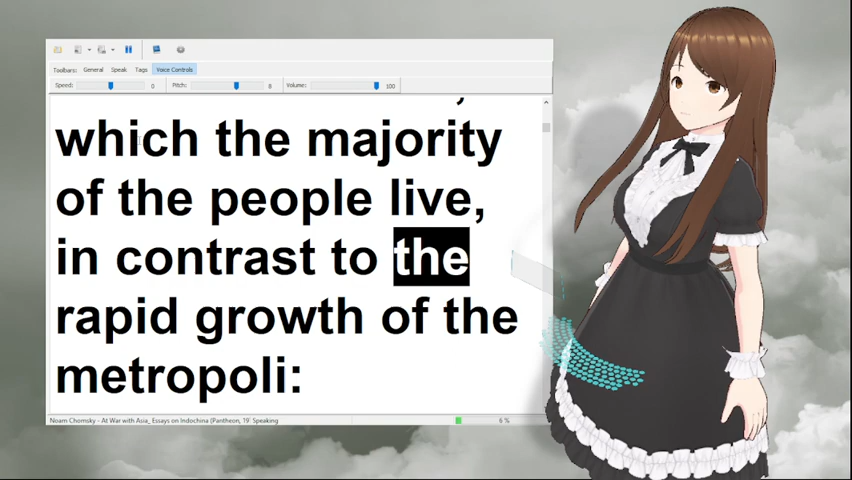 Toolbars: General Speak Tags Voice Controls
Speed: 0 Pitch: 8 Volume: 100
which the majority
of the people live,
in contrast to the
rapid growth of the
metropoli:
Noam Chomsky - At War with Asia_ Essays on Indochina (Pantheon, 19 Speaking 6 %